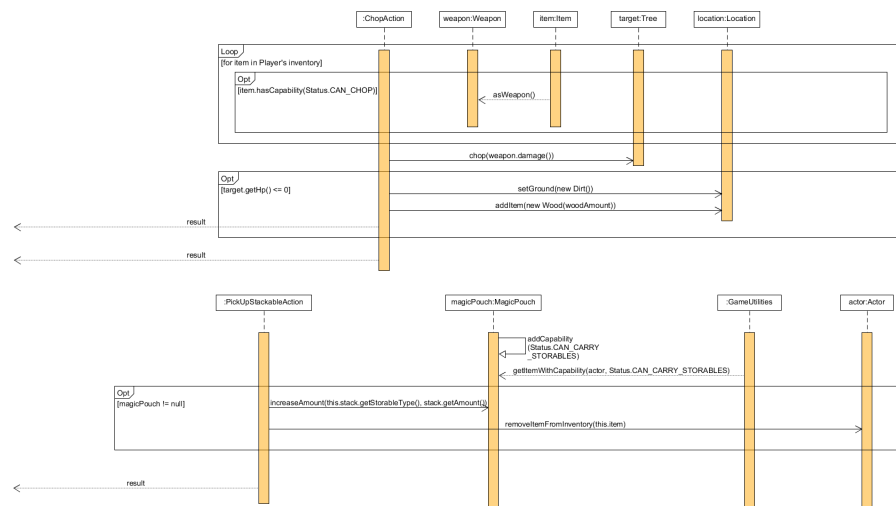 :ChopAction
weapon:Weapon
item:Item
target:Tree
location:Location
Loop
[for item in Player's inventory]
Opt
[item.hasCapability(Status.CAN_CHOP)]
asWeapon()
chop(weapon.damage())
Opt
[target.getHp() <= 0]
setGround(new Dirt())
addItem(new Wood(woodAmount))
result
result
:PickUpStackableAction
magicPouch:MagicPouch
:GameUtilities
actor:Actor
addCapability
(Status.CAN_CARRY
_STORABLES)
getItemWithCapability(actor, Status.CAN_CARRY_STORABLES)
Opt
[magicPouch != null]
increaseAmount(this.stack.getStorableType(), stack.getAmount())
removeItemFromInventory(this.item)
result